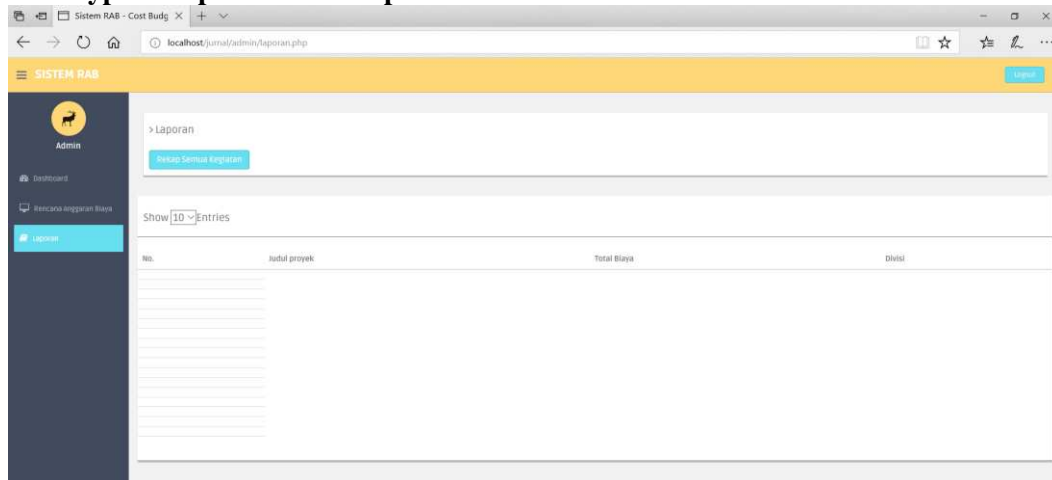 Sistem RAB - Cost Budg
localhost/jurnal/admin/laporan.php
SISTEM RAB
Logout
Admin
> Laporan
Rekap Semua Kegiatan
Dashboard
Rencana Anggaran Biaya
Laporan
Show 10 Entries
No. Judul proyek Total Biaya Divisi